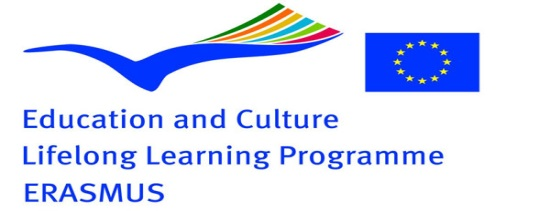 Education and Culture
Lifelong Learning Programme
ERASMUS